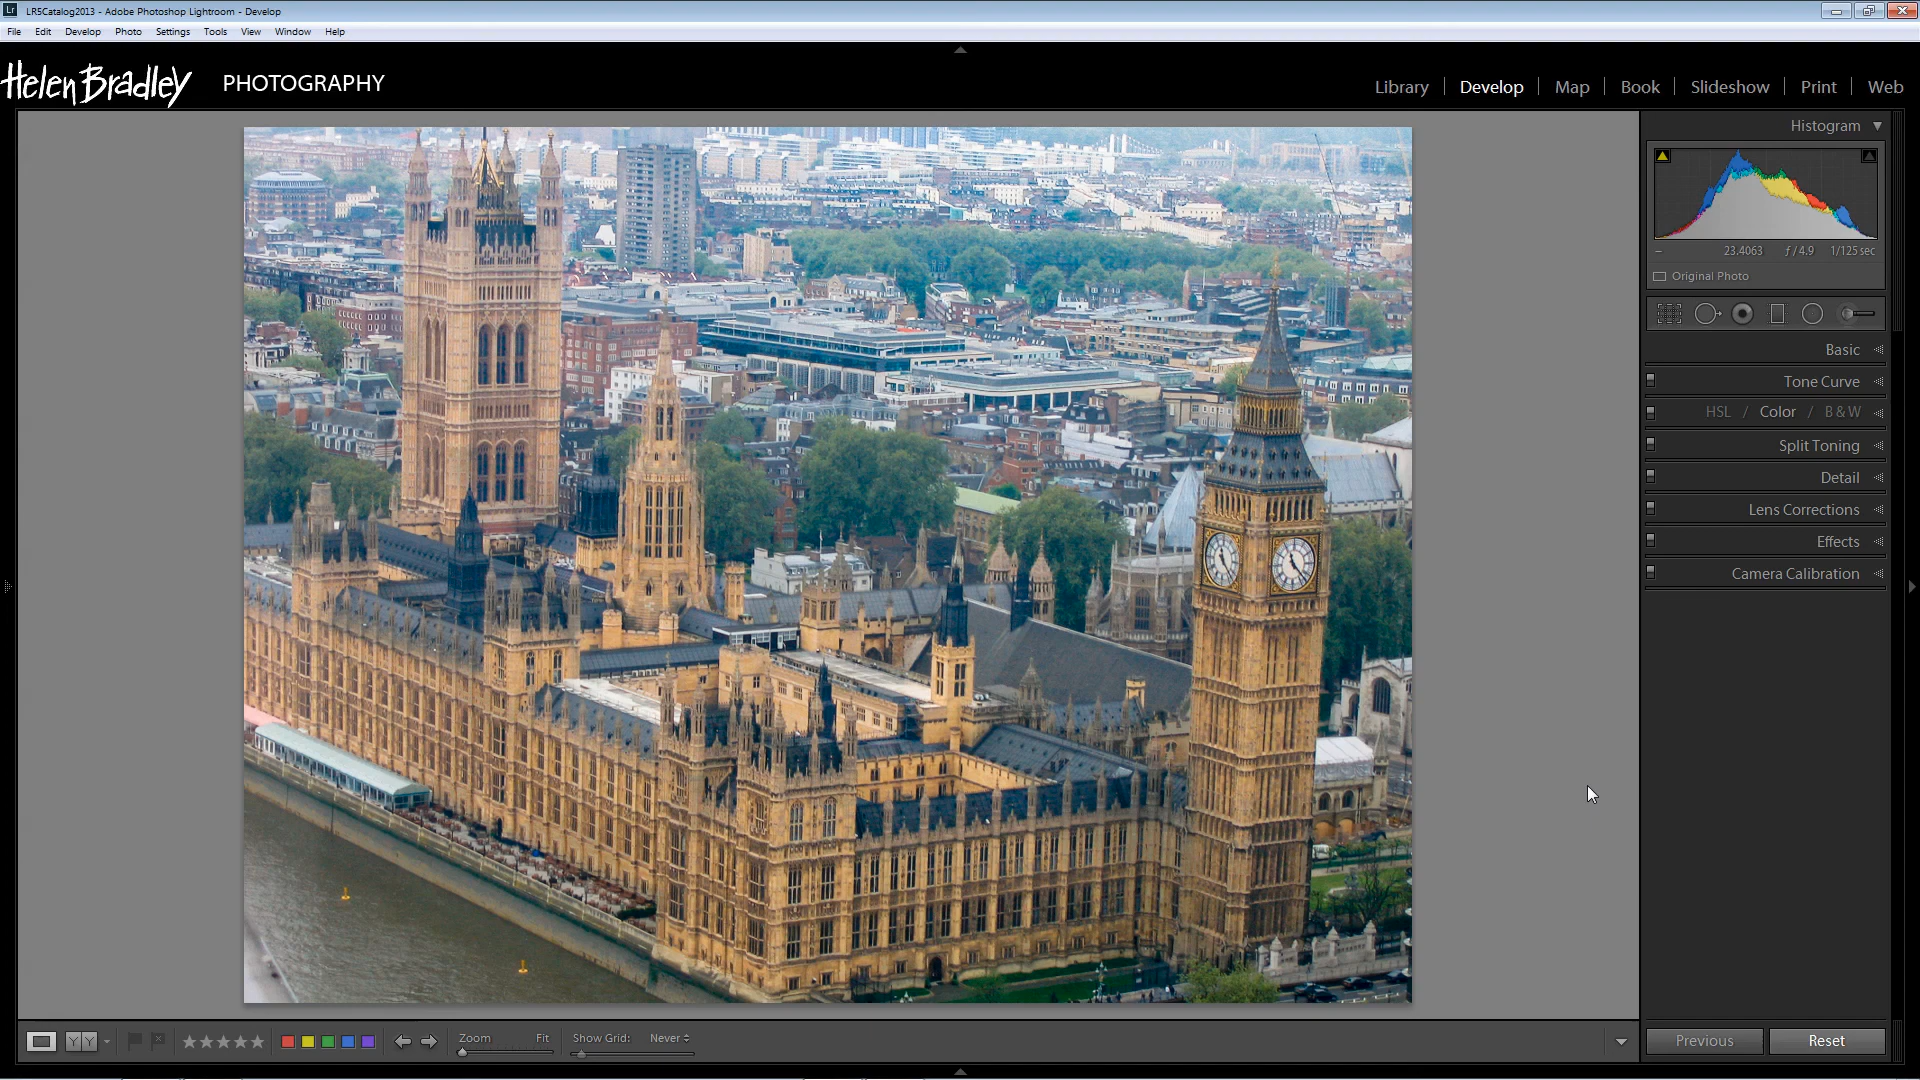 LR5Catalog2013 - Adobe Photoshop Lightroom - Develop
File Edit Develop Photo Settings Tools View Window Help
Helen Bradley PHOTOGRAPHY
Library | Develop | Map | Book | Slideshow | Print | Web
Histogram
23.4063 ƒ / 4.9 1/125 sec
Original Photo
Basic
Tone Curve
HSL / Color / B & W
Split Toning
Detail
Lens Corrections
Effects
Camera Calibration
Y Y Zoom Fit Show Grid: Never
Previous Reset